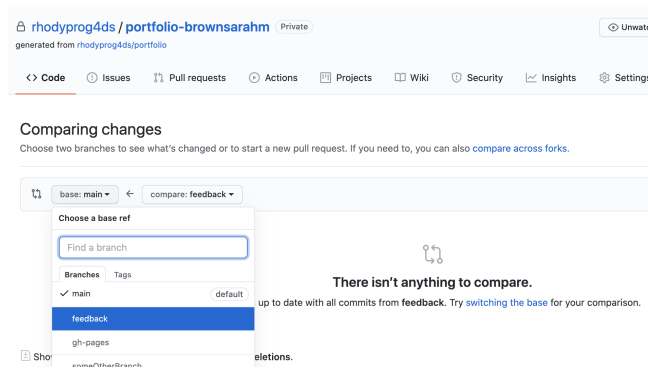 rhodyprog4ds / portfolio-brownsarahm Private
Unwatc
generated from rhodyprog4ds/portfolio
<> Code Issues Pull requests Actions Projects Wiki Security Insights Settings
Comparing changes
Choose two branches to see what's changed or to start a new pull request. If you need to, you can also compare across forks.
base: main ← compare: feedback
Choose a base ref
Find a branch
Branches Tags
main default
feedback
gh-pages
someOtherBranch
There isn't anything to compare.
up to date with all commits from feedback. Try switching the base for your comparison.
Show
eletions.